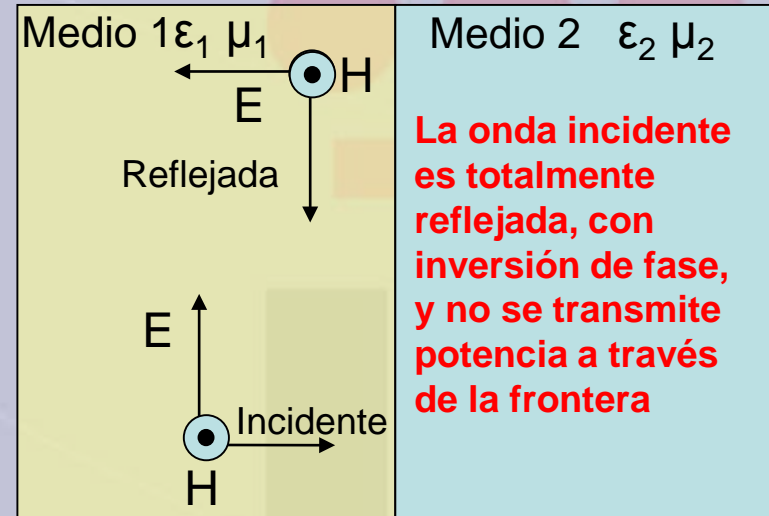 Medio 1ε₁ μ₁
H
E
Reflejada
E
Incidente
H
Medio 2 ε₂ μ₂
La onda incidente
es totalmente
reflejada, con
inversión de fase,
y no se transmite
potencia a través
de la frontera